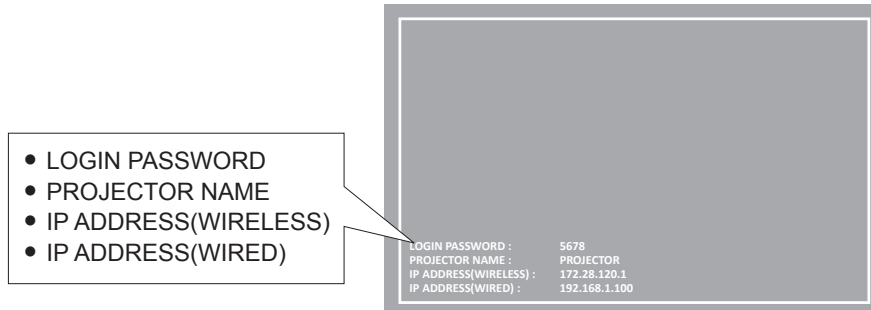 • LOGIN PASSWORD
• PROJECTOR NAME
• IP ADDRESS(WIRELESS)
• IP ADDRESS(WIRED)
LOGIN PASSWORD : 5678
PROJECTOR NAME : PROJECTOR
IP ADDRESS(WIRELESS) : 172.28.120.1
IP ADDRESS(WIRED) : 192.168.1.100